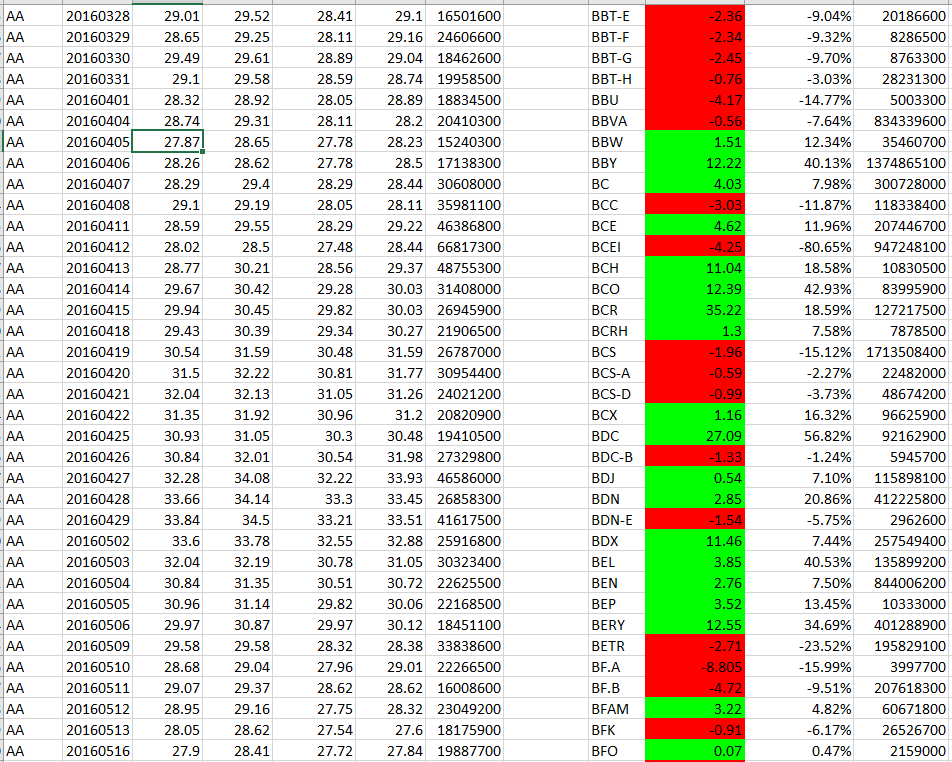 AA 20160328 29.01 29.52 28.41 29.1 16501600 BBT-E -2.36 -9.04% 20186600
AA 20160329 28.65 29.25 28.11 29.16 24606600 BBT-F -2.34 -9.32% 8286500
AA 20160330 29.49 29.61 28.89 29.04 18462600 BBT-G -2.45 -9.70% 8763300
AA 20160331 29.1 29.58 28.59 28.74 19958500 BBT-H -0.76 -3.03% 28231300
AA 20160401 28.32 28.92 28.05 28.89 18834500 BBU -4.17 -14.77% 5003300
AA 20160404 28.74 29.31 28.11 28.2 20410300 BBVA -0.56 -7.64% 834339600
AA 20160405 27.87 28.65 27.78 28.23 15240300 BBW 1.51 12.34% 35460700
AA 20160406 28.26 28.62 27.78 28.5 17138300 BBY 12.22 40.13% 1374865100
AA 20160407 28.29 29.4 28.29 28.44 30608000 BC 4.03 7.98% 300728000
AA 20160408 29.1 29.19 28.05 28.11 35981100 BCC -3.03 -11.87% 118338400
AA 20160411 28.59 29.55 28.29 29.22 46386800 BCE 4.62 11.96% 207446700
AA 20160412 28.02 28.5 27.48 28.44 66817300 BCEI -4.25 -80.65% 947248100
AA 20160413 28.77 30.21 28.56 29.37 48755300 BCH 11.04 18.58% 10830500
AA 20160414 29.67 30.42 29.28 30.03 31408000 BCO 12.39 42.93% 83995900
AA 20160415 29.94 30.45 29.82 30.03 26945900 BCR 35.22 18.59% 127217500
AA 20160418 29.43 30.39 29.34 30.27 21906500 BCRH 1.3 7.58% 7878500
AA 20160419 30.54 31.59 30.48 31.59 26787000 BCS -1.96 -15.12% 1713508400
AA 20160420 31.5 32.22 30.81 31.77 30954400 BCS-A -0.59 -2.27% 22482000
AA 20160421 32.04 32.13 31.05 31.26 24021200 BCS-D -0.99 -3.73% 48674200
AA 20160422 31.35 31.92 30.96 31.2 20820900 BCX 1.16 16.32% 96625900
AA 20160425 30.93 31.05 30.3 30.48 19410500 BDC 27.09 56.82% 92162900
AA 20160426 30.84 32.01 30.54 31.98 27329800 BDC-B -1.33 -1.24% 5945700
AA 20160427 32.28 34.08 32.22 33.93 46586000 BDJ 0.54 7.10% 115898100
AA 20160428 33.66 34.14 33.3 33.45 26858300 BDN 2.85 20.86% 412225800
AA 20160429 33.84 34.5 33.21 33.51 41617500 BDN-E -1.54 -5.75% 2962600
AA 20160502 33.6 33.78 32.55 32.88 25916800 BDX 11.46 7.44% 257549400
AA 20160503 32.04 32.19 30.78 31.05 30323400 BEL 3.85 40.53% 135899200
AA 20160504 30.84 31.35 30.51 30.72 22625500 BEN 2.76 7.50% 844006200
AA 20160505 30.96 31.14 29.82 30.06 22168500 BEP 3.52 13.45% 10333000
AA 20160506 29.97 30.87 29.97 30.12 18451100 BERY 12.55 34.69% 401288900
AA 20160509 29.58 29.58 28.32 28.38 33838600 BETR -2.71 -23.52% 195829100
AA 20160510 28.68 29.04 27.96 29.01 22266500 BF.A -8.805 -15.99% 3997700
AA 20160511 29.07 29.37 28.62 28.62 16008600 BF.B -4.72 -9.51% 207618300
AA 20160512 28.95 29.16 27.75 28.32 23049200 BFAM 3.22 4.82% 60671800
AA 20160513 28.05 28.62 27.54 27.6 18175900 BFK -0.91 -6.17% 26526700
AA 20160516 27.9 28.41 27.72 27.84 19887700 BFO 0.07 0.47% 2159000